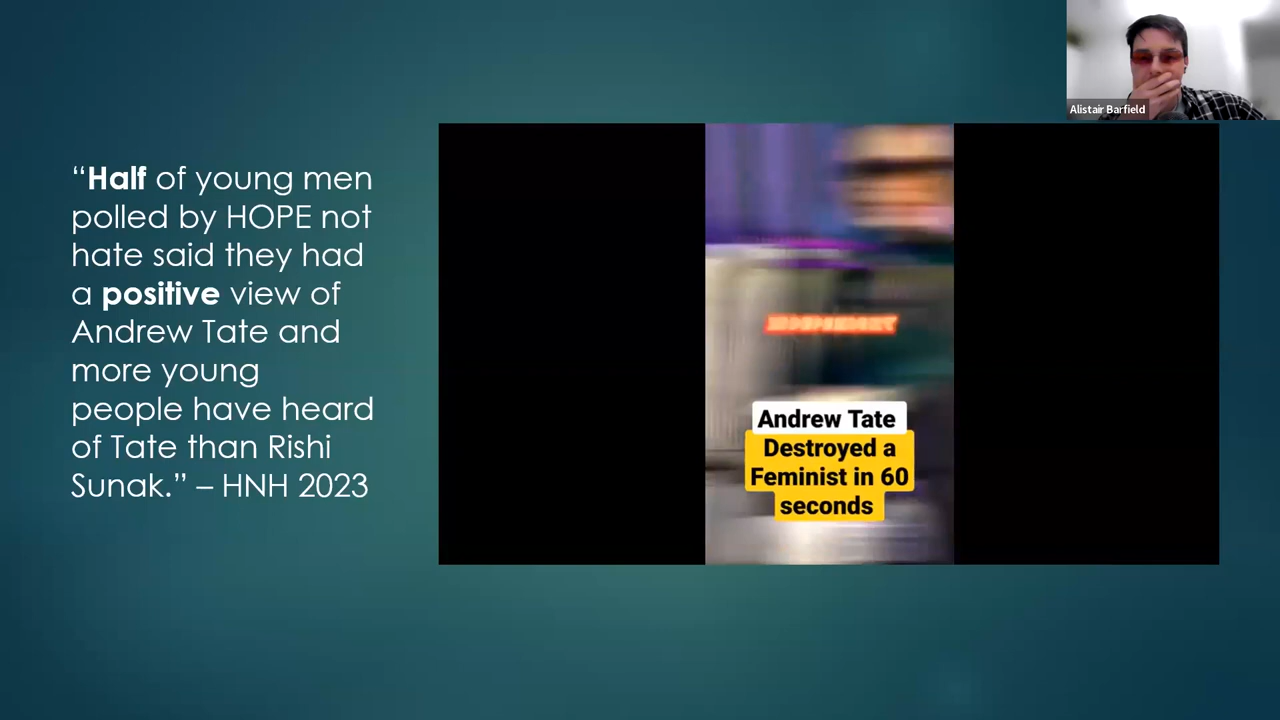 “Half of young men
polled by HOPE not
hate said they had
a positive view of
Andrew Tate and
more young
people have heard
of Tate than Rishi
Sunak.” – HNH 2023
Alistair Barfield
INDEPENDENT
Andrew Tate
Destroyed a
Feminist in 60
seconds